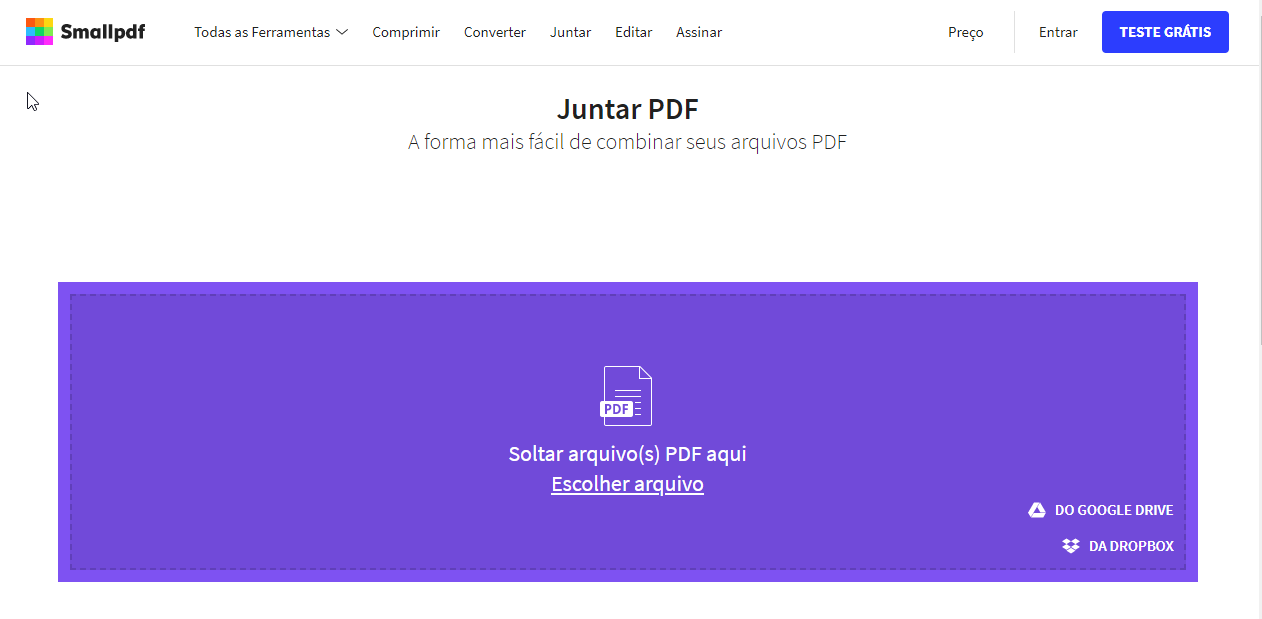 Smallpdf Todas as Ferramentas Comprimir Converter Juntar Editar Assinar Preço Entrar TESTE GRÁTIS
Juntar PDF
A forma mais fácil de combinar seus arquivos PDF
PDF
Soltar arquivo(s) PDF aqui
Escolher arquivo
DO GOOGLE DRIVE
DA DROPBOX